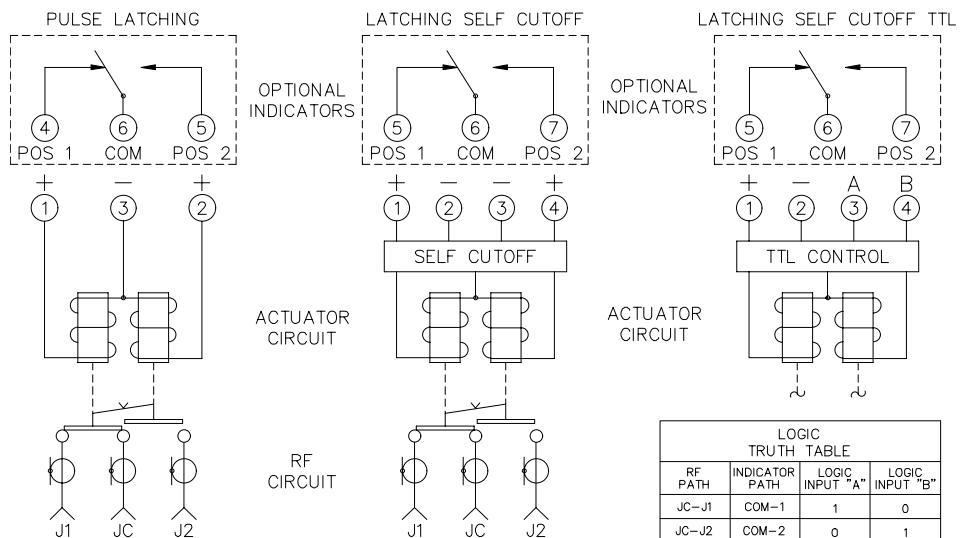 PULSE LATCHING
4 6 5
POS 1 COM POS 2
+ − +
1 3 2
J1 JC J2
OPTIONAL
INDICATORS
ACTUATOR
CIRCUIT
RF
CIRCUIT
LATCHING SELF CUTOFF
5 6 7
POS 1 COM POS 2
+ − − +
1 2 3 4
SELF CUTOFF
J1 JC J2
OPTIONAL
INDICATORS
ACTUATOR
CIRCUIT
LATCHING SELF CUTOFF TTL
5 6 7
POS 1 COM POS 2
+ − A B
1 2 3 4
TTL CONTROL
LOGIC
TRUTH TABLE
RF PATH INDICATOR PATH LOGIC INPUT "A" LOGIC INPUT "B"
JC-J1 COM-1 1 0
JC-J2 COM-2 0 1